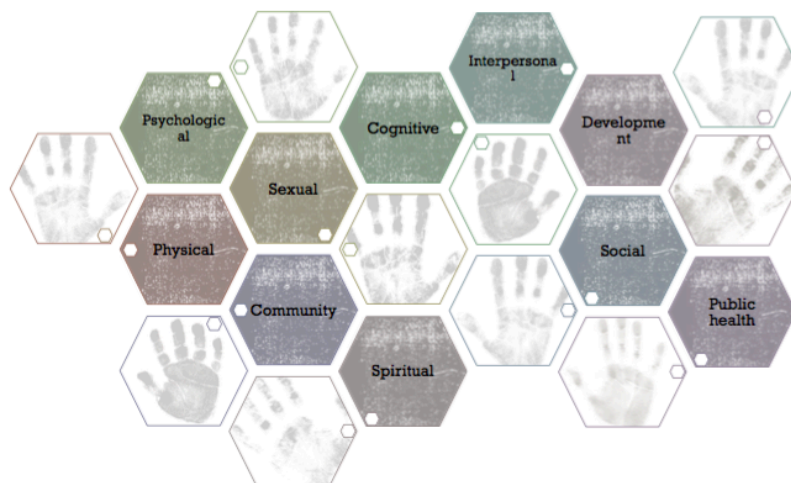 Interpersona
l
Psychologic
al
Cognitive
Developme
nt
Sexual
Physical
Social
Community
Public
health
Spiritual